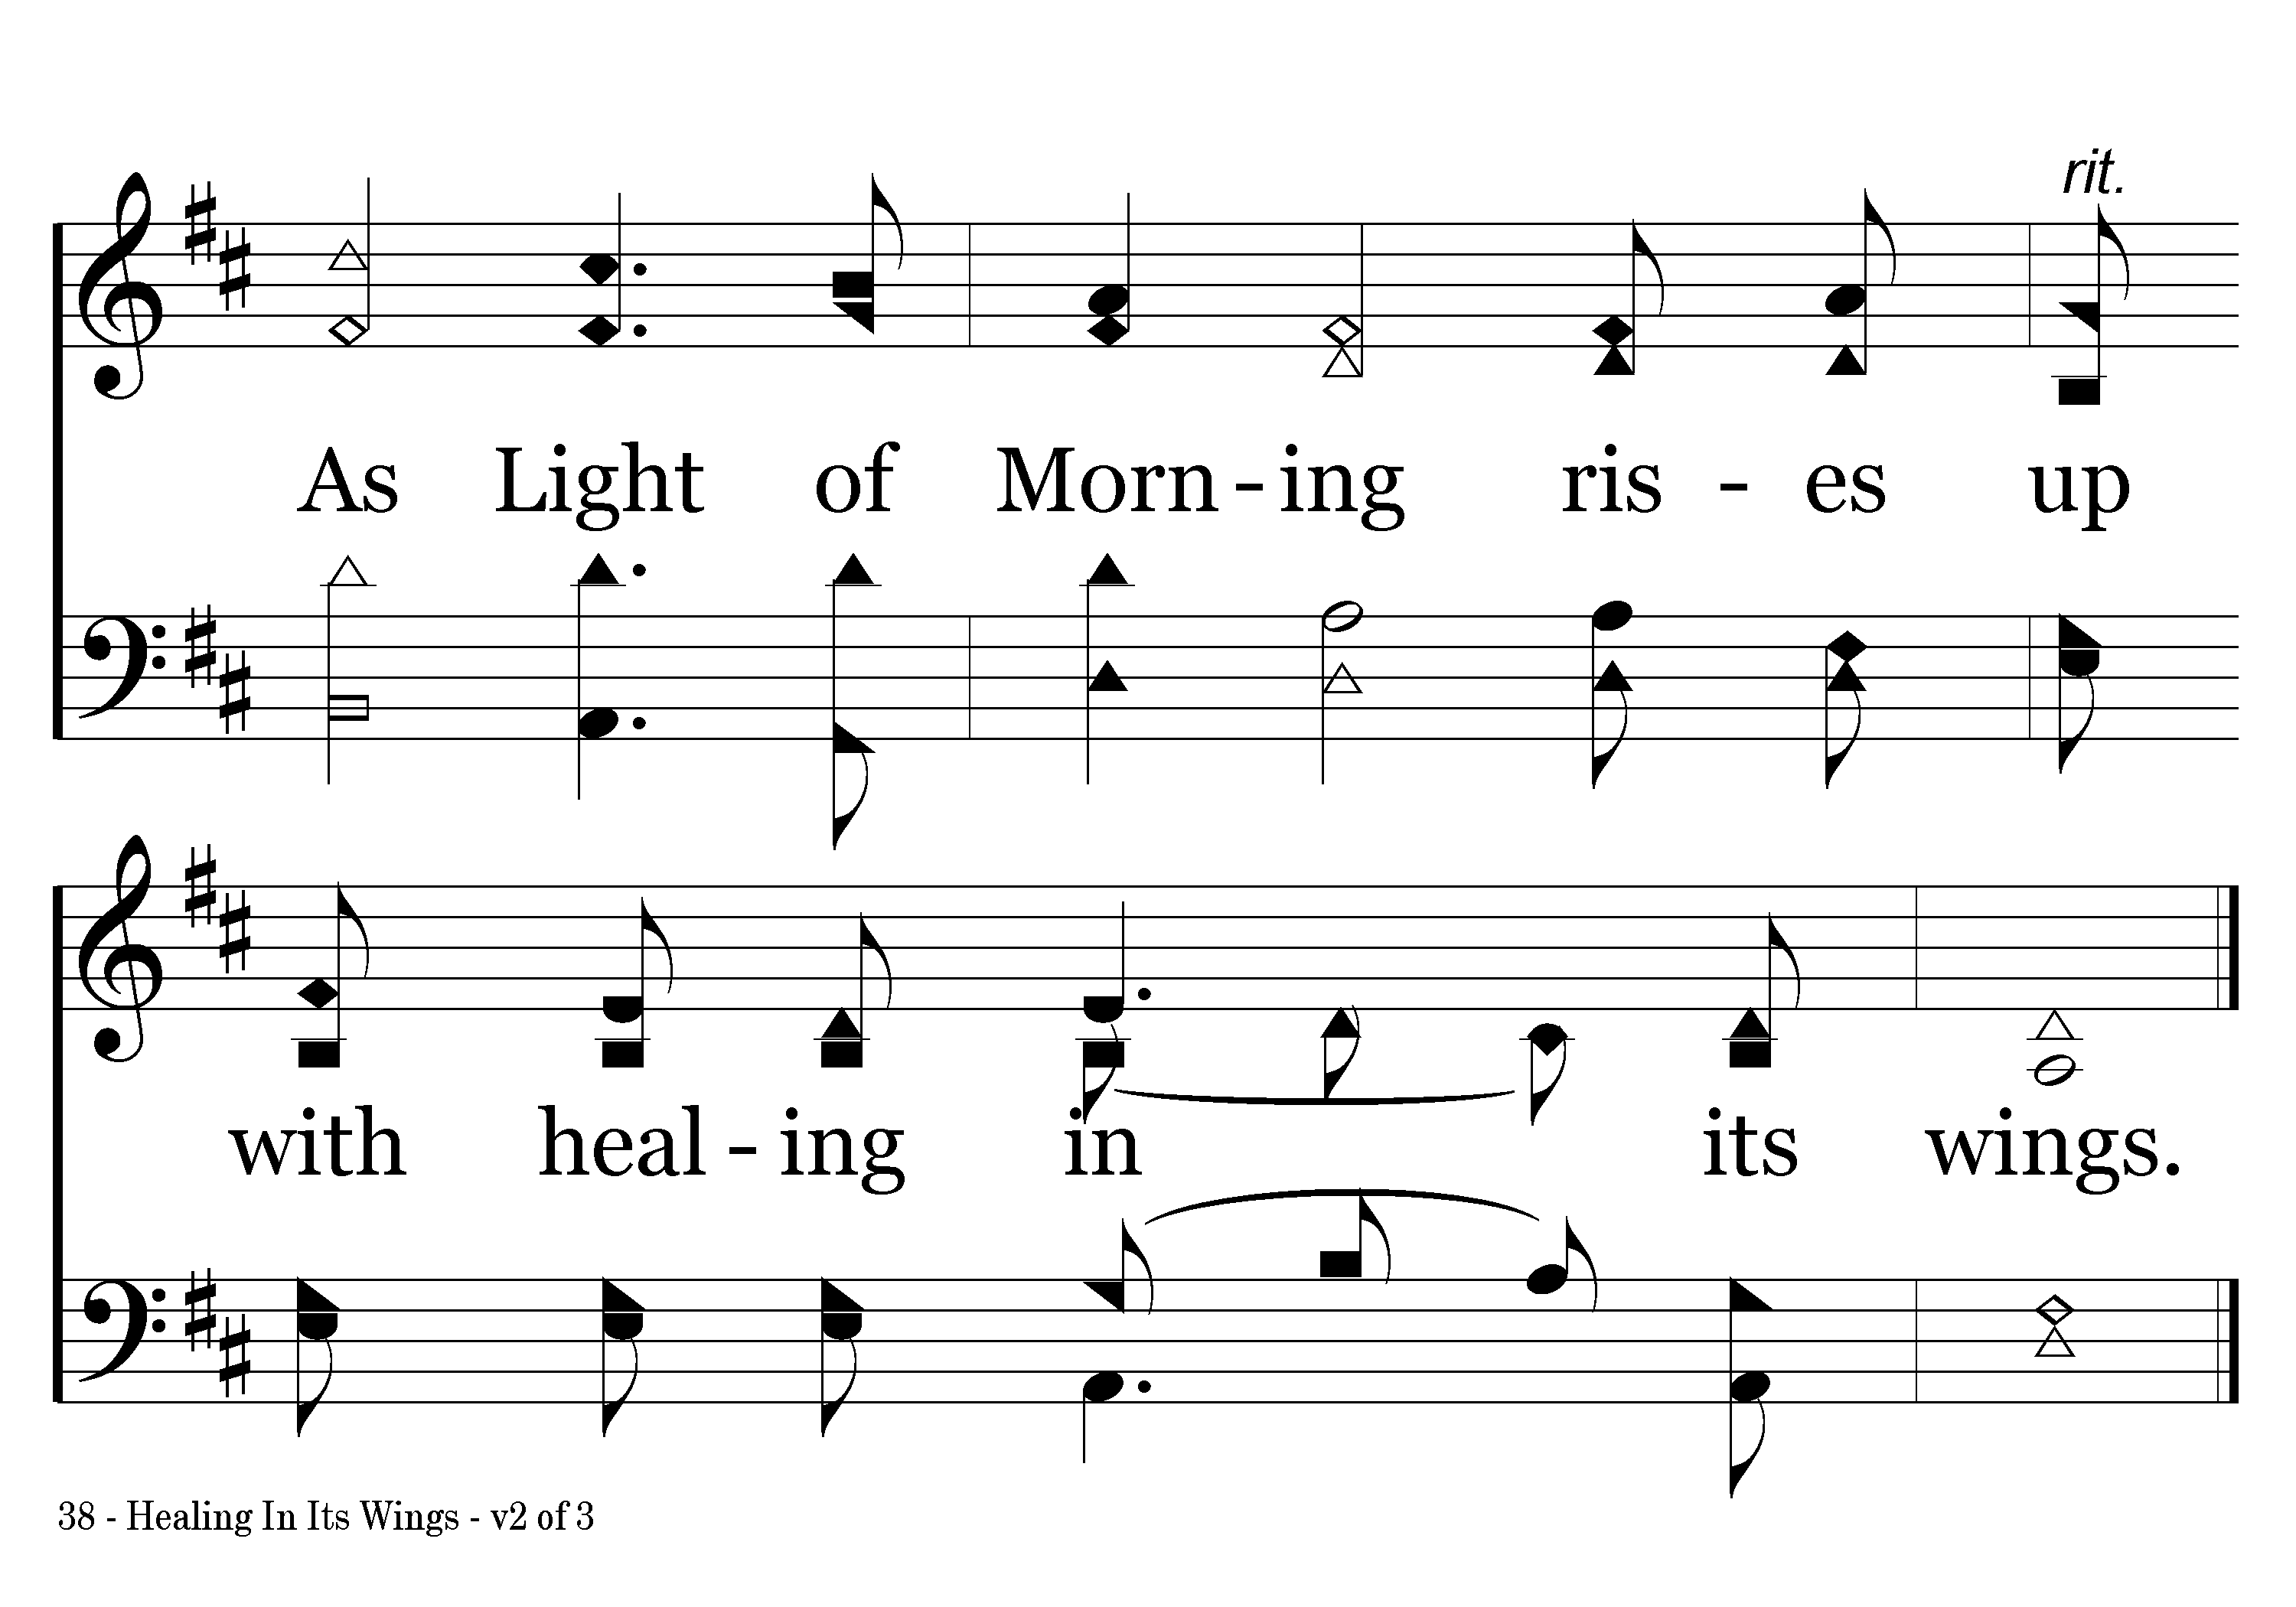 rit.
As Light of Morn - ing ris - es up
with heal - ing in its wings.
38 - Healing In Its Wings - v2 of 3